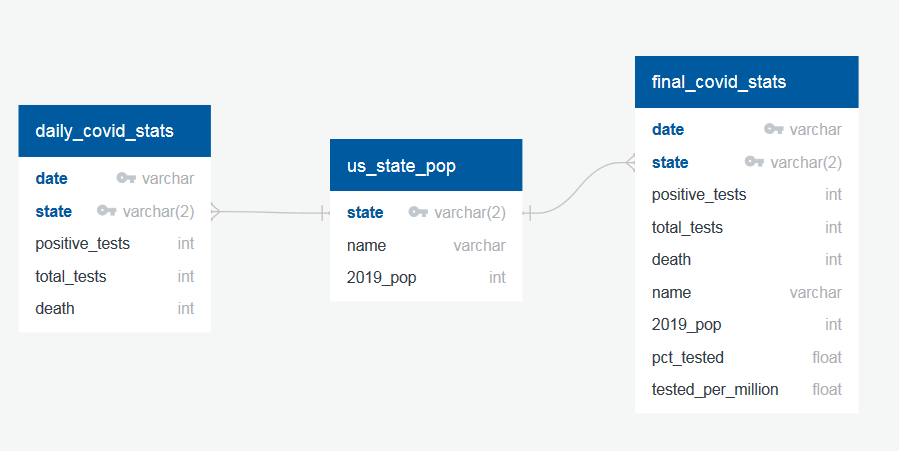 daily_covid_stats
date varchar
state varchar(2)
positive_tests int
total_tests int
death int
us_state_pop
state varchar(2)
name varchar
2019_pop int
final_covid_stats
date varchar
state varchar(2)
positive_tests int
total_tests int
death int
name varchar
2019_pop int
pct_tested float
tested_per_million float